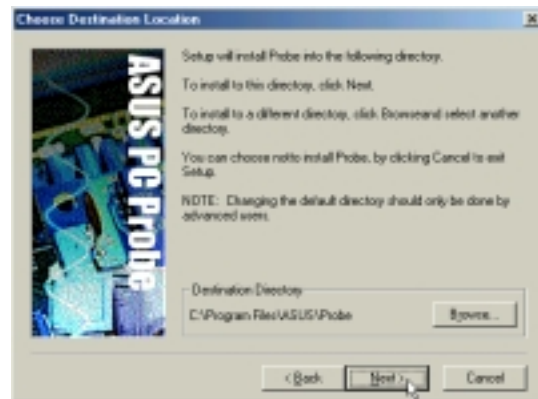 Choose Destination Location
ASUS PC Probe
Setup will install Probe into the following directory.
To install to this directory, click Next.
To install to a different directory, click Browseand select another
directory.
You can choose notto install Probe, by clicking Cancel to exit
Setup.
NOTE: Changing the default directory should only be done by
advanced users.
Destination Directory
C:\Program Files\ASUS\Probe
Browse...
< Back
Next >
Cancel